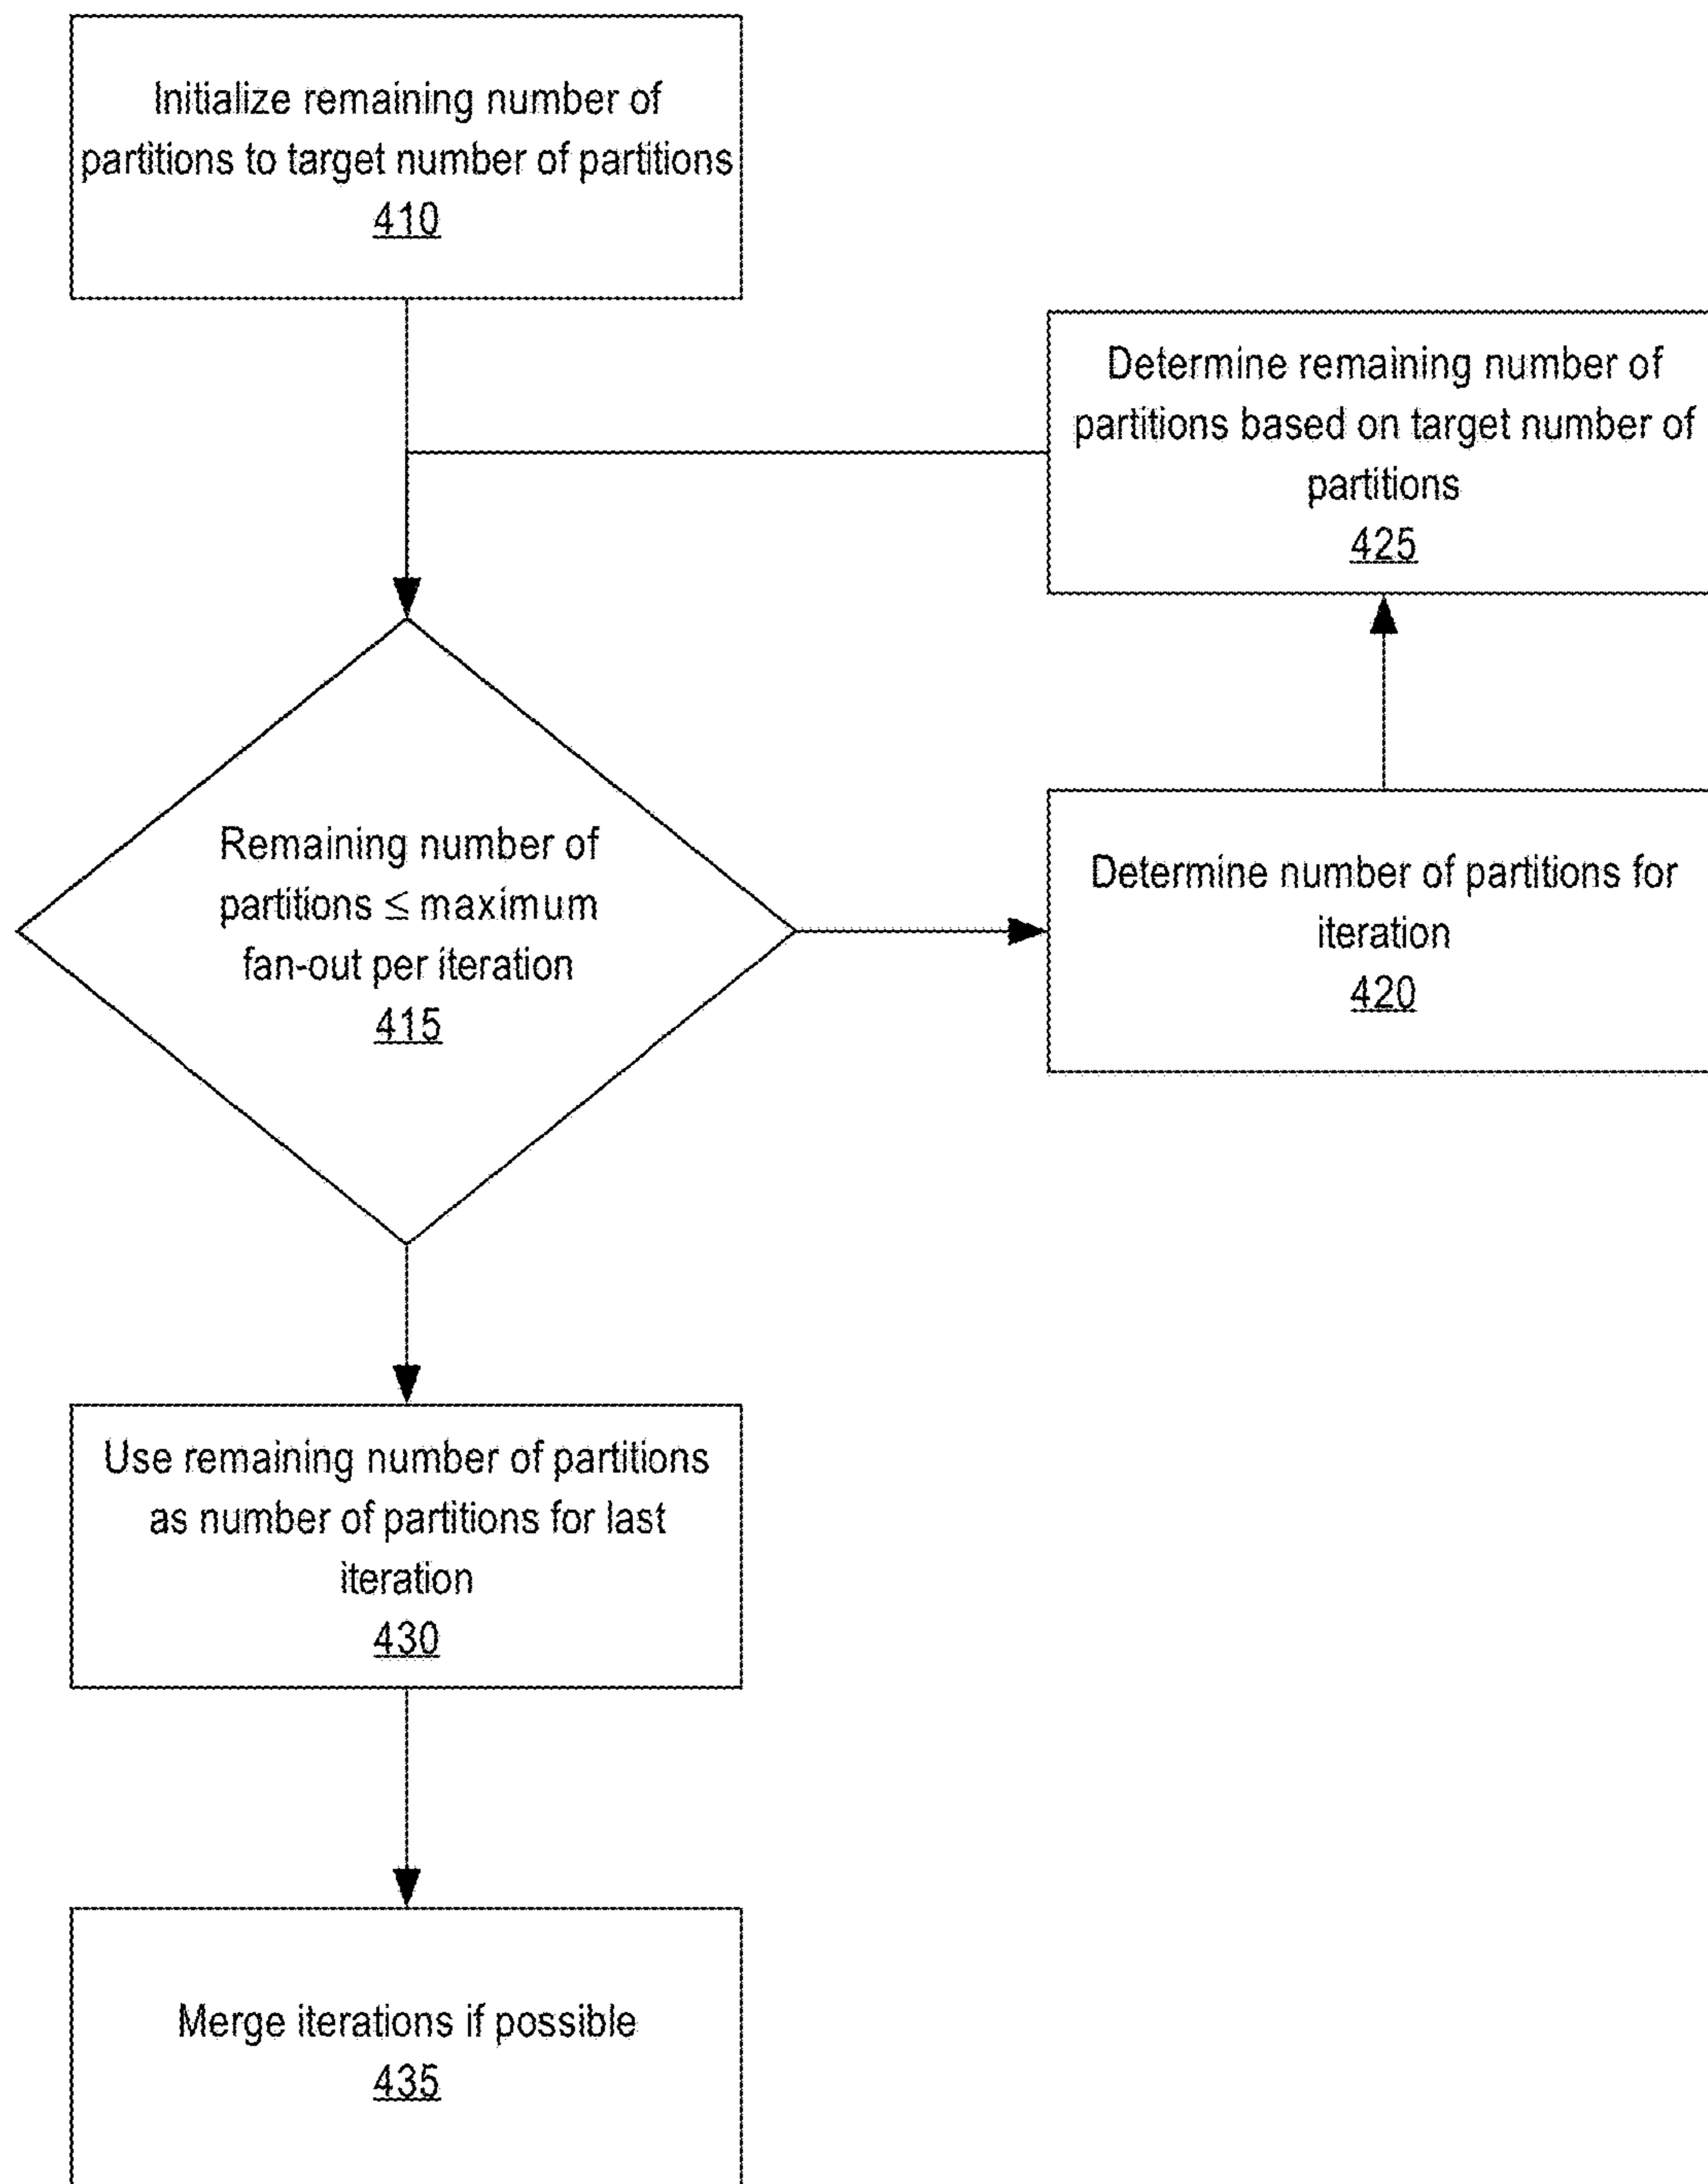 Initialize remaining number of
partitions to target number of partitions
410
Determine remaining number of
partitions based on target number of
partitions
425
Remaining number of
partitions ≤ maximum
fan-out per iteration
415
Determine number of partitions for
iteration
420
Use remaining number of partitions
as number of partitions for last
iteration
430
Merge iterations if possible
435